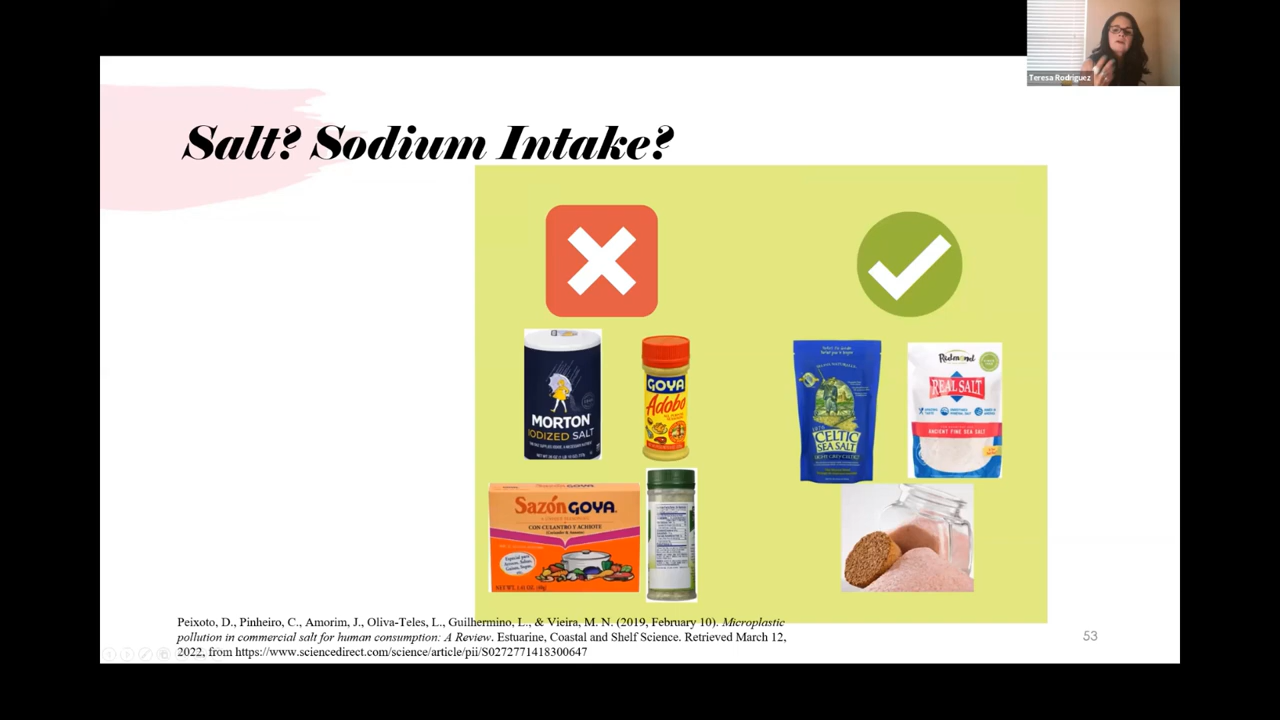 Teresa Rodriguez
Salt? Sodium Intake?
MORTON
IODIZED SALT
GOYA
Adobo
CELTIC
SEA SALT
Redmond
REAL SALT
ANCIENT FINE SEA SALT
Sazón GOYA
CON CULANTRO Y ACHIOTE
Peixoto, D., Pinheiro, C., Amorim, J., Oliva-Teles, L., Guilhermino, L., & Vieira, M. N. (2019, February 10). Microplastic
pollution in commercial salt for human consumption: A Review. Estuarine, Coastal and Shelf Science. Retrieved March 12,
2022, from https://www.sciencedirect.com/science/article/pii/S0272771418300647
53